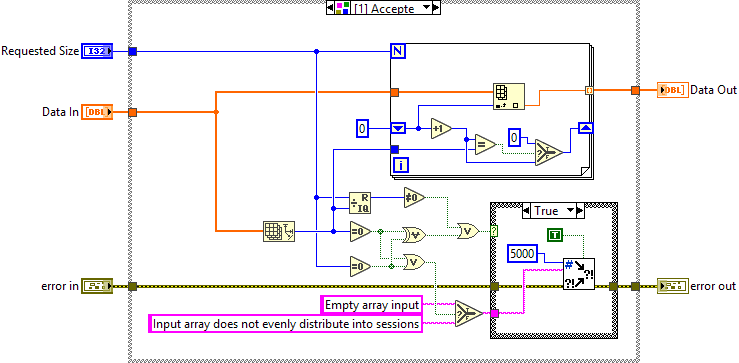 [1] Accepte
Requested Size
I32
N
Data In
[DBL]
[DBL]
Data Out
0
+1
0
=
?
T
F
i
R
IQ
≠0
=0
V
V
?
True
T
=0
V
5000
#
?!
?!
error in
error out
Empty array input
?
T
F
Input array does not evenly distribute into sessions